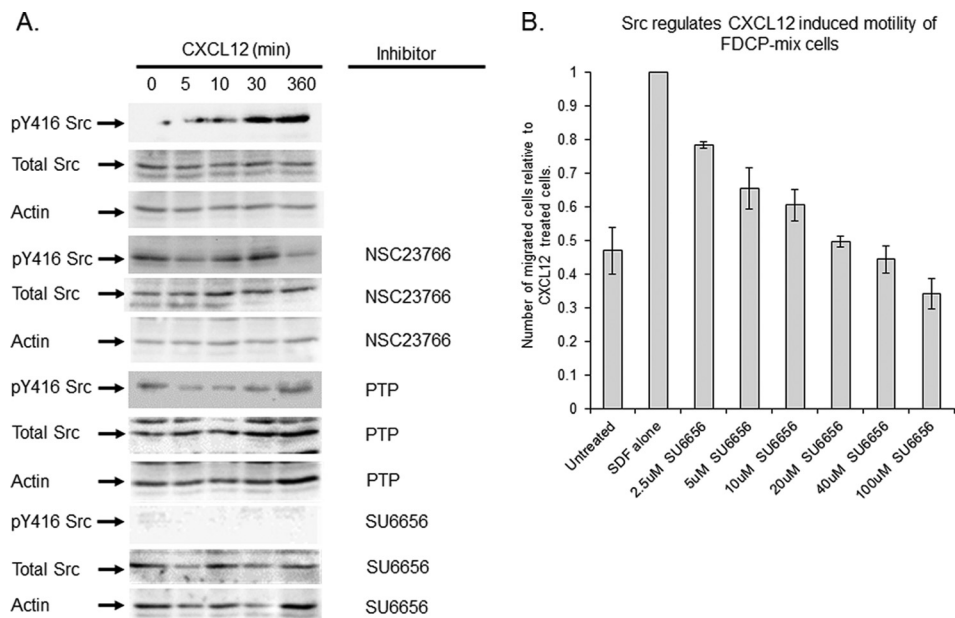 A.
CXCL12 (min)
Inhibitor
0 5 10 30 360
pY416 Src
Total Src
Actin
pY416 Src NSC23766
Total Src NSC23766
Actin NSC23766
pY416 Src PTP
Total Src PTP
Actin PTP
pY416 Src SU6656
Total Src SU6656
Actin SU6656
B.
Src regulates CXCL12 induced motility of
FDCP-mix cells
Number of migrated cells relative to
CXCL12 treated cells.
1
0.9
0.8
0.7
0.6
0.5
0.4
0.3
0.2
0.1
0
Untreated
SDF alone
2.5uM SU6656
5uM SU6656
10uM SU6656
20uM SU6656
40uM SU6656
100uM SU6656